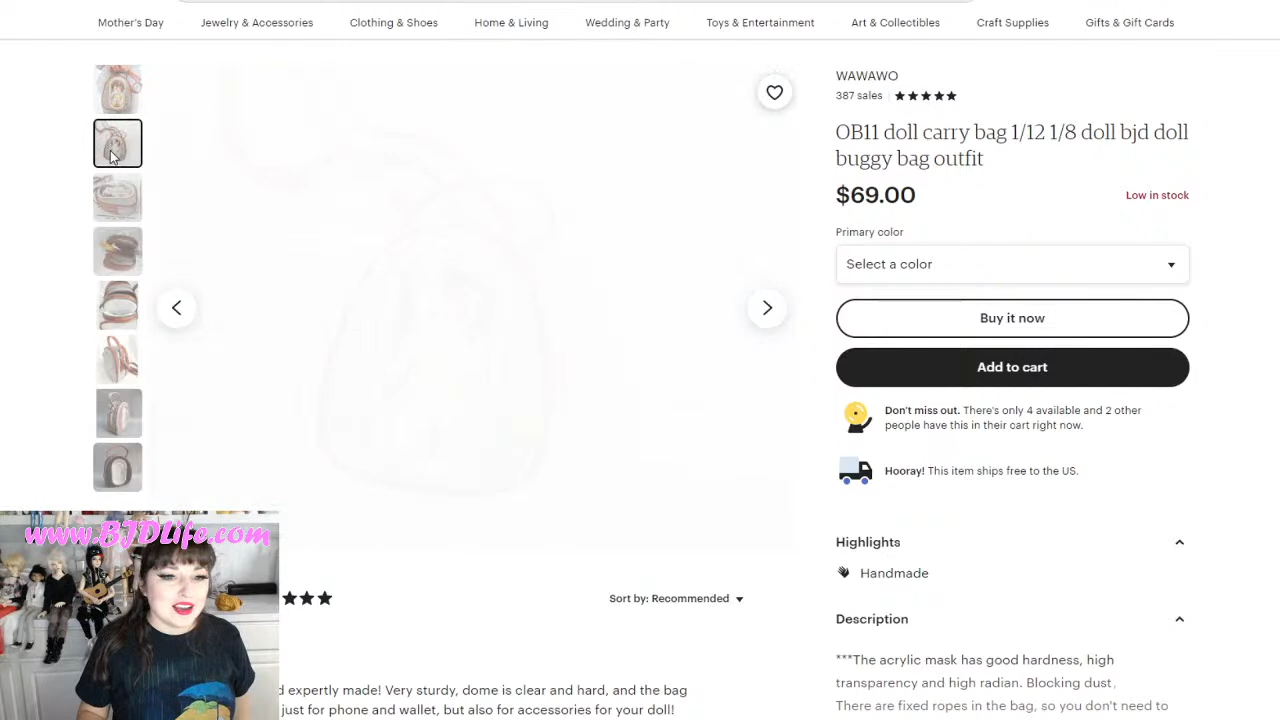 Mother's Day
Jewelry & Accessories
Clothing & Shoes
Home & Living
Wedding & Party
Toys & Entertainment
Art & Collectibles
Craft Supplies
Gifts & Gift Cards
WAWAWO
387 sales
OB11 doll carry bag 1/12 1/8 doll bjd doll
buggy bag outfit
$69.00
Low in stock
Primary color
Select a color
Buy it now
Add to cart
Don't miss out. There's only 4 available and 2 other
people have this in their cart right now.
Hooray! This item ships free to the US.
Highlights
Handmade
Description
***The acrylic mask has good hardness, high
transparency and high radian. Blocking dust,
There are fixed ropes in the bag, so you don't need to
www.BJDLife.com
Sort by: Recommended
d expertly made! Very sturdy, dome is clear and hard, and the bag
just for phone and wallet, but also for accessories for your doll!